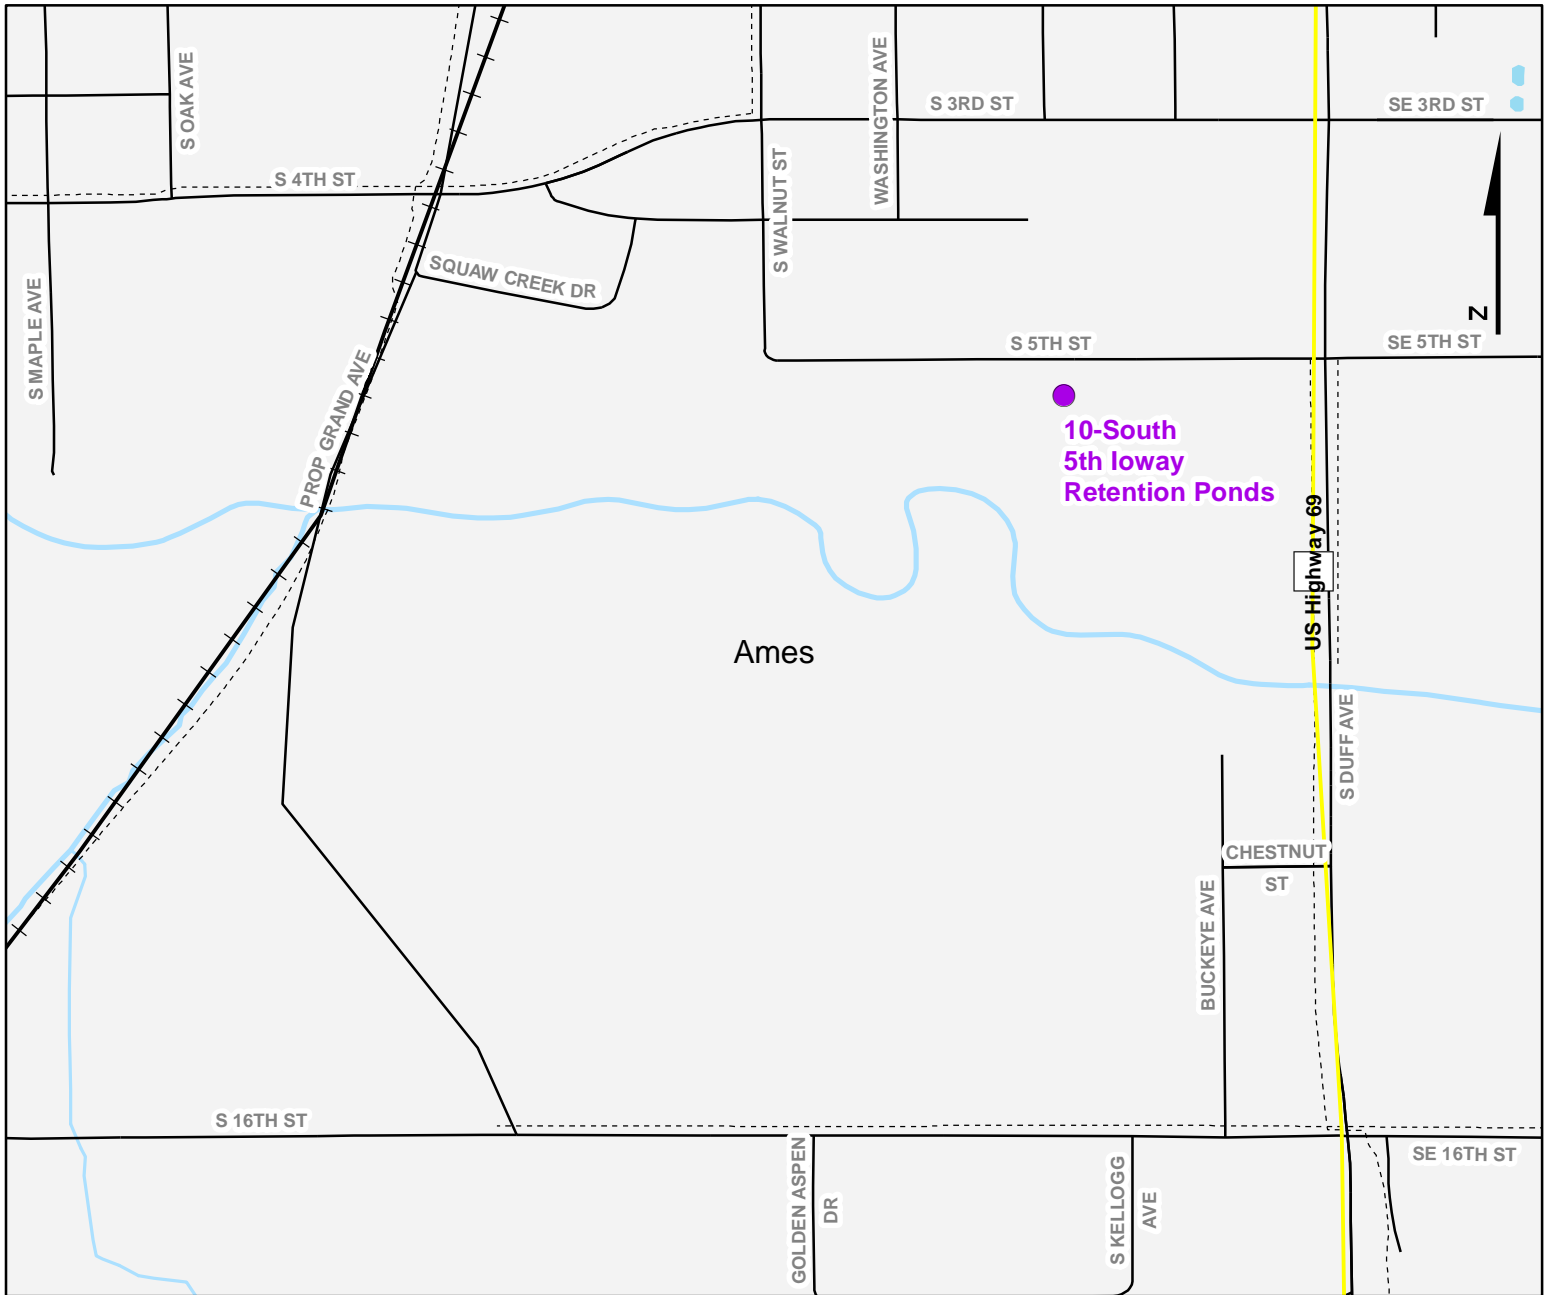 S OAK AVE
WASHINGTON AVE
S 3RD ST
SE 3RD ST
S 4TH ST
S WALNUT ST
SQUAW CREEK DR
S MAPLE AVE
N
S 5TH ST
SE 5TH ST
PROP GRAND AVE
10-South
5th Ioway
Retention Ponds
US Highway 69
Ames
S DUFF AVE
CHESTNUT
ST
BUCKEYE AVE
S 16TH ST
SE 16TH ST
GOLDEN ASPEN
DR
S KELLOGG
AVE